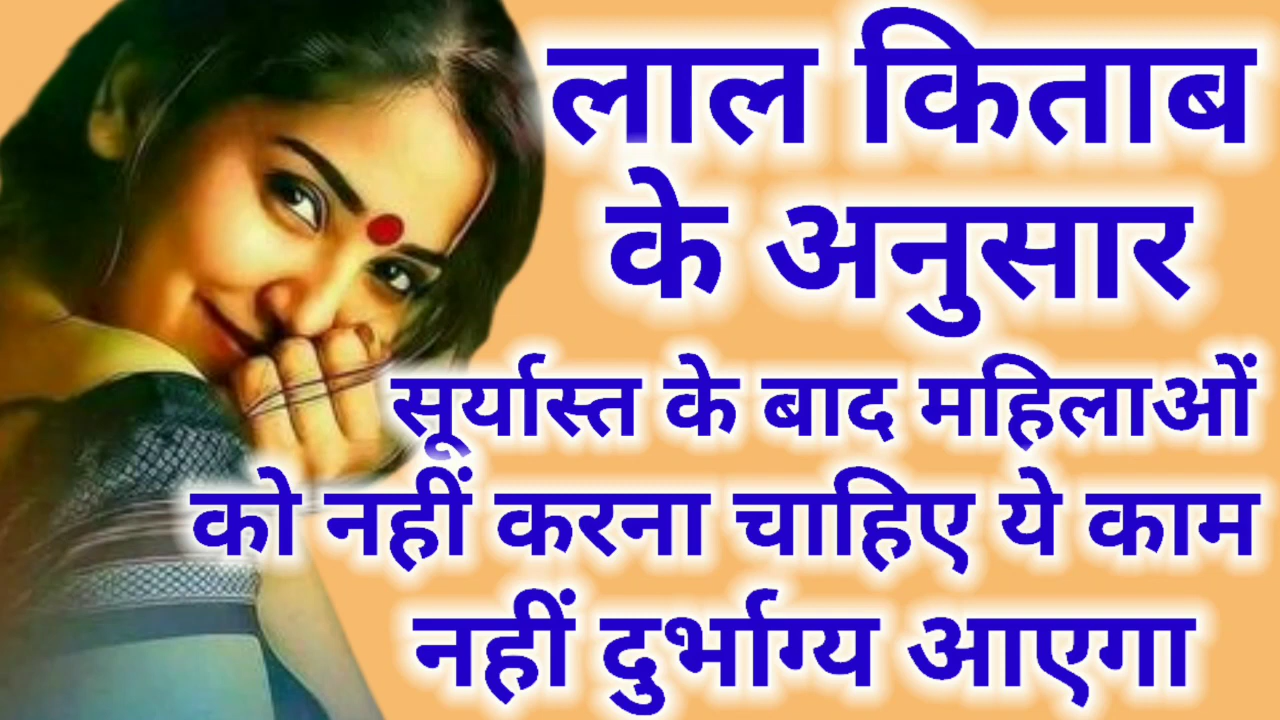 लाल किताब
के अनुसार
सूर्यास्त के बाद महिलाओं
को नहीं करना चाहिए ये काम
नहीं दुर्भाग्य आएगा